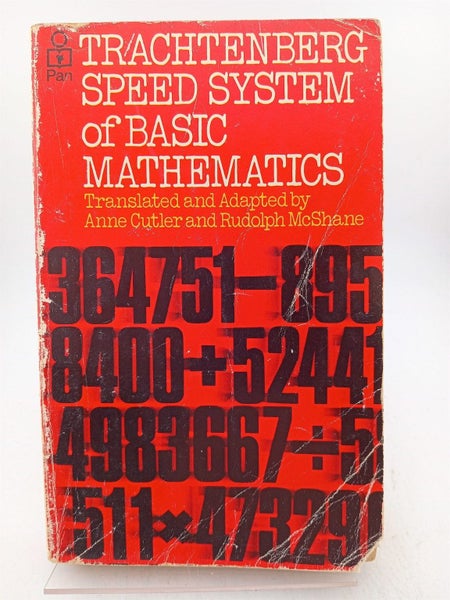 Pan
TRACHTENBERG
SPEED SYSTEM
of BASIC
MATHEMATICS
Translated and Adapted by
Anne Cutler and Rudolph McShane
364751−895
8400+52441
4983667÷5
511×47329